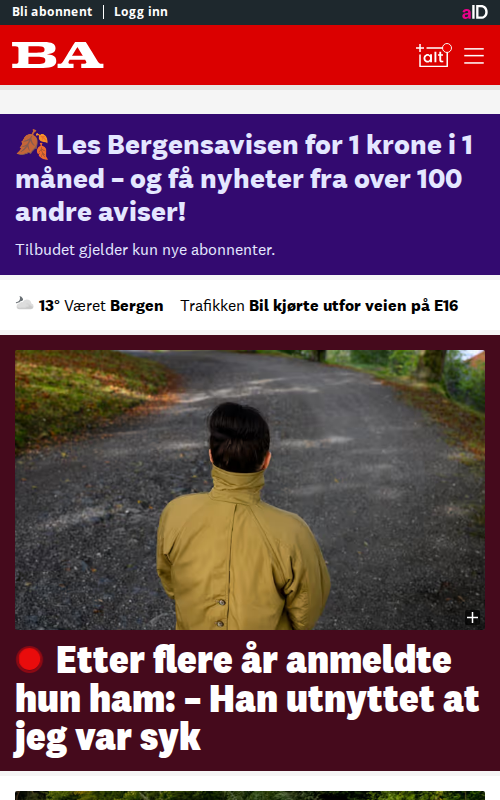 Bli abonnent | Logg inn
aID
BA
+alt
🍂 Les Bergensavisen for 1 krone i 1
måned – og få nyheter fra over 100
andre aviser!
Tilbudet gjelder kun nye abonnenter.
13° Været Bergen Trafikken Bil kjørte utfor veien på E16
Etter flere år anmeldte
hun ham: – Han utnyttet at
jeg var syk